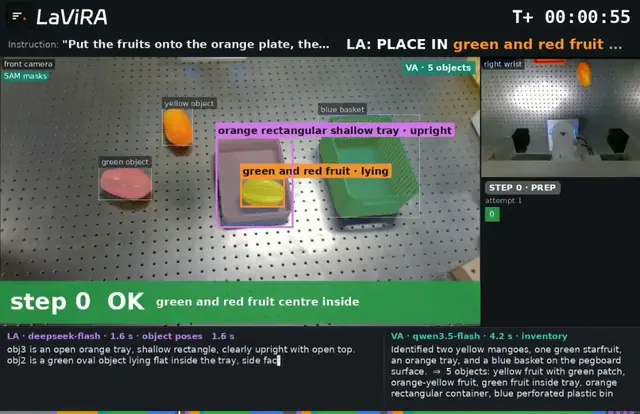 LaViRA
T+ 00:00:55
Instruction: "Put the fruits onto the orange plate, the...
LA: PLACE IN green and red fruit ...
front camera
SAM masks
VA · 5 objects
right wrist
yellow object
blue basket
orange rectangular shallow tray · upright
green object
green and red fruit · lying
STEP 0 · PREP
attempt 1
0
step 0 OK green and red fruit centre inside
LA · deepseek-flash · 1.6 s · object poses 1.6 s
obj3 is an open orange tray, shallow rectangle, clearly upright with open top.
obj2 is a green oval object lying flat inside the tray, side fac
VA · qwen3.5-flash · 4.2 s · inventory
Identified two yellow mangoes, one green starfruit,
an orange tray, and a blue basket on the pegboard
surface. ⇒ 5 objects: yellow fruit with green patch,
orange-yellow fruit, green fruit inside tray, orange
rectangular container, blue perforated plastic bin